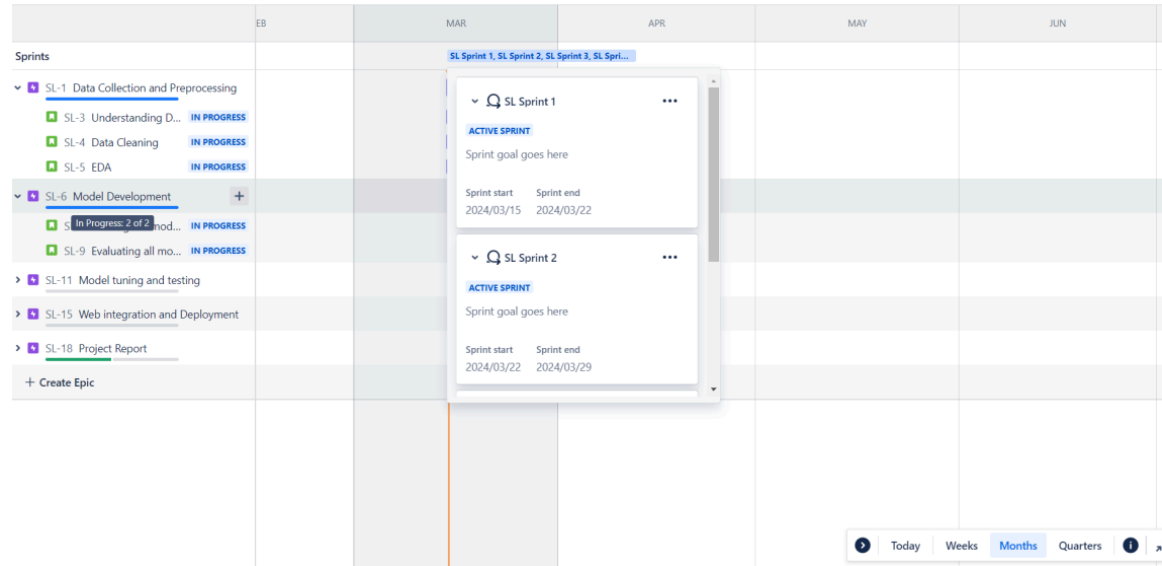 EB MAR APR MAY JUN
Sprints
SL Sprint 1, SL Sprint 2, SL Sprint 3, SL Spri...
SL-1 Data Collection and Preprocessing
SL-3 Understanding D... IN PROGRESS
SL-4 Data Cleaning IN PROGRESS
SL-5 EDA IN PROGRESS
SL-6 Model Development +
In Progress: 2 of 2
S mod... IN PROGRESS
SL-9 Evaluating all mo... IN PROGRESS
SL-11 Model tuning and testing
SL-15 Web integration and Deployment
SL-18 Project Report
+ Create Epic
SL Sprint 1
ACTIVE SPRINT
Sprint goal goes here
Sprint start Sprint end
2024/03/15 2024/03/22
SL Sprint 2
ACTIVE SPRINT
Sprint goal goes here
Sprint start Sprint end
2024/03/22 2024/03/29
Today Weeks Months Quarters